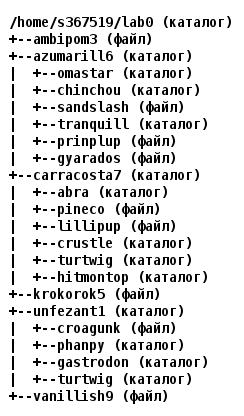 /home/s367519/lab0 (каталог)
+--ambipom3 (файл)
+--azumarill6 (каталог)
|  +--omastar (каталог)
|  +--chinchou (каталог)
|  +--sandslash (файл)
|  +--tranquill (каталог)
|  +--prinplup (файл)
|  +--gyarados (файл)
+--carracosta7 (каталог)
|  +--abra (каталог)
|  +--pineco (файл)
|  +--lillipup (файл)
|  +--crustle (каталог)
|  +--turtwig (каталог)
|  +--hitmontop (каталог)
+--krokorok5 (файл)
+--unfezant1 (каталог)
|  +--croagunk (файл)
|  +--phanpy (каталог)
|  +--gastrodon (каталог)
|  +--turtwig (каталог)
+--vanillish9 (файл)